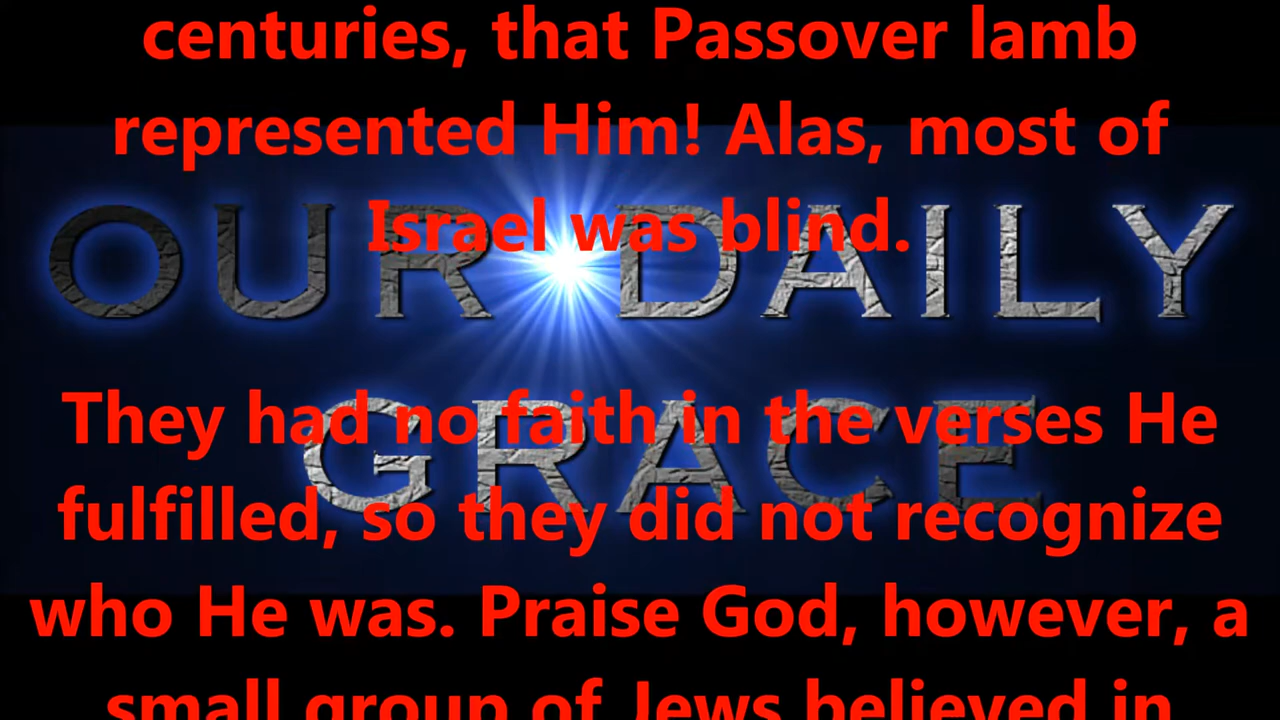 centuries, that Passover lamb
represented Him! Alas, most of
Israel was blind.
OUR DAILY
They had no faith in the verses He
GRACE
fulfilled, so they did not recognize
who He was. Praise God, however, a
small group of Jews believed in